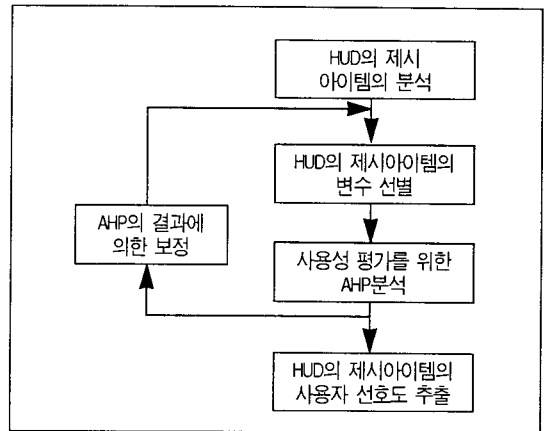 HUD의 제시
아이템의 분석
HUD의 제시아이템의
변수 선별
AHP의 결과에
의한 보정
사용성 평가를 위한
AHP분석
HUD의 제시아이템의
사용자 선호도 추출